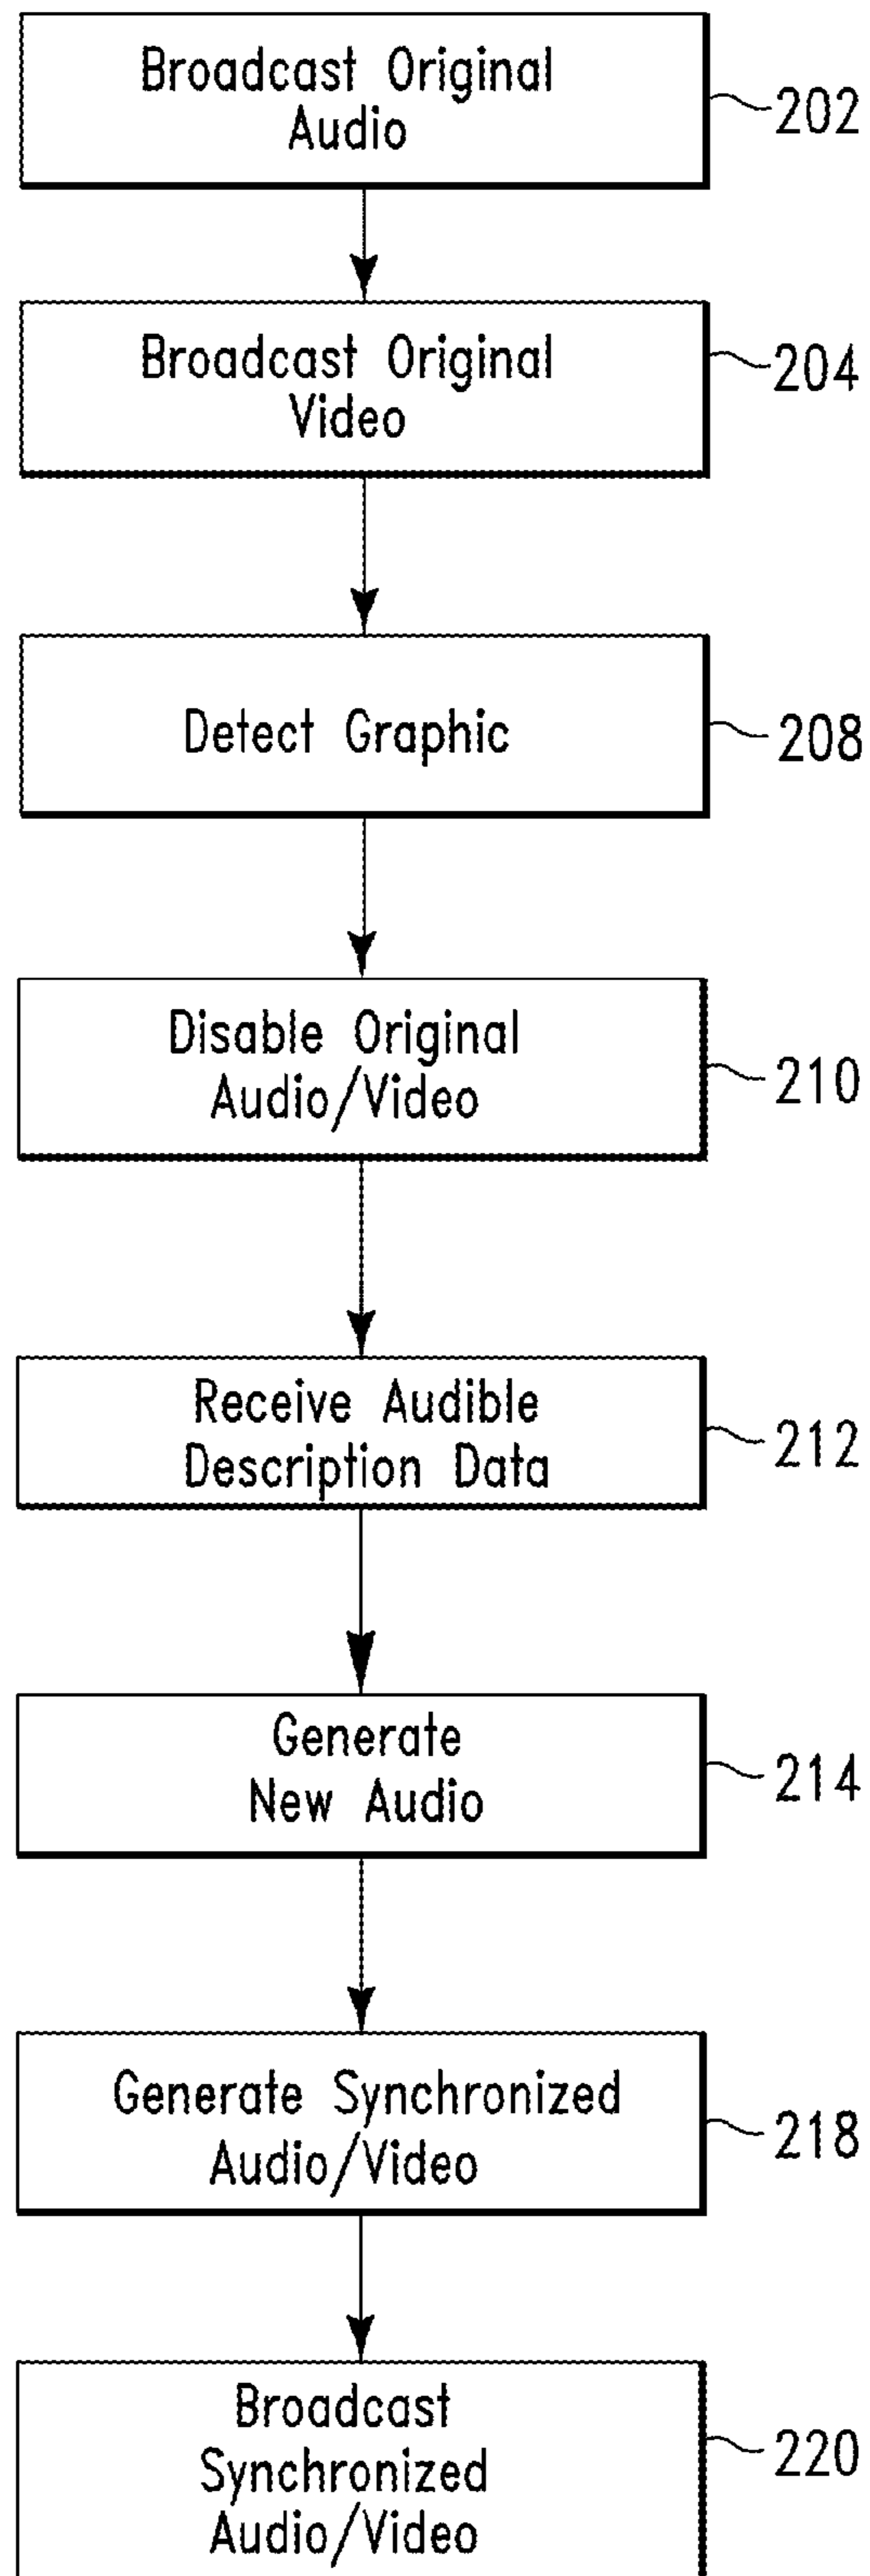 Broadcast Original
Audio
202
Broadcast Original
Video
204
Detect Graphic
208
Disable Original
Audio/Video
210
Receive Audible
Description Data
212
Generate
New Audio
214
Generate Synchronized
Audio/Video
218
Broadcast
Synchronized
Audio/Video
220